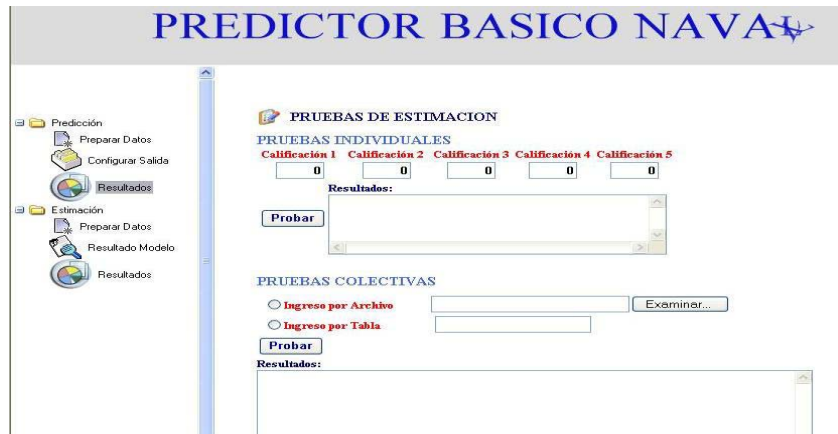 PREDICTOR BASICO NAVAL
Predicción
Preparar Datos
Configurar Salida
Resultados
Estimación
Preparar Datos
Resultado Modelo
Resultados
PRUEBAS DE ESTIMACION
PRUEBAS INDIVIDUALES
Calificación 1 Calificación 2 Calificación 3 Calificación 4 Calificación 5
0 0 0 0 0
Resultados:
Probar
PRUEBAS COLECTIVAS
Ingreso por Archivo Examinar...
Ingreso por Tabla
Probar
Resultados: